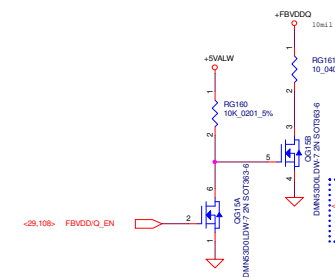 +FBVDDQ
10mil
1
+5VALW
RG161
10_040
2
1
RG160
10K_0201_5%
2
3
5
QG15B
DMN53D0LDW-7 2N SOT363-6
4
6
<29,108> FBVDD/Q_EN
2
QG15A
DMN53D0LDW-7 2N SOT363-6
1